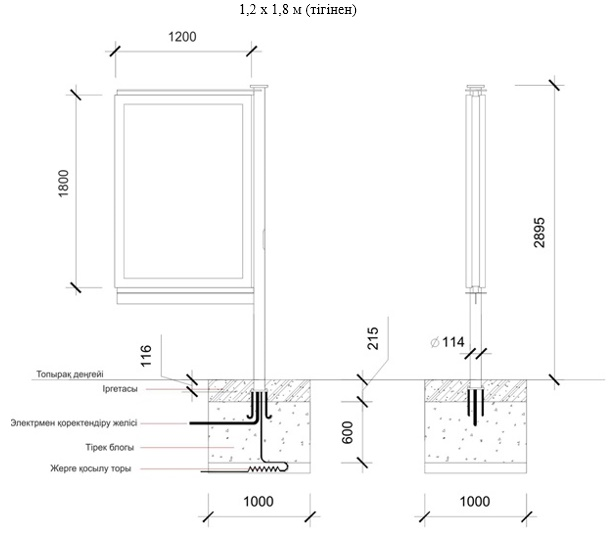 1,2 х 1,8 м (тігінен)
1200
1800
2895
116
215
⌀ 114
Топырақ деңгейі
Іргетасы
Электрмен қоректендіру желісі
600
Тірек блогы
Жерге қосылу торы
1000
1000